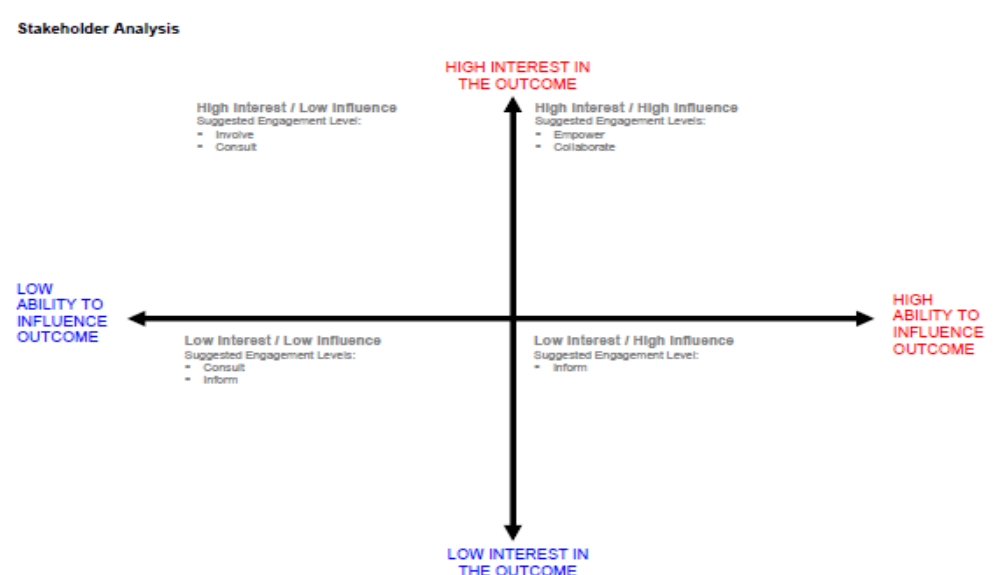 Stakeholder Analysis
HIGH INTEREST IN
THE OUTCOME
High Interest / Low Influence
Suggested Engagement Level:
- Involve
- Consult
High Interest / High Influence
Suggested Engagement Levels:
- Empower
- Collaborate
LOW
ABILITY TO
INFLUENCE
OUTCOME
HIGH
ABILITY TO
INFLUENCE
OUTCOME
Low Interest / Low Influence
Suggested Engagement Levels:
- Consult
- Inform
Low Interest / High Influence
Suggested Engagement Level:
- Inform
LOW INTEREST IN
THE OUTCOME